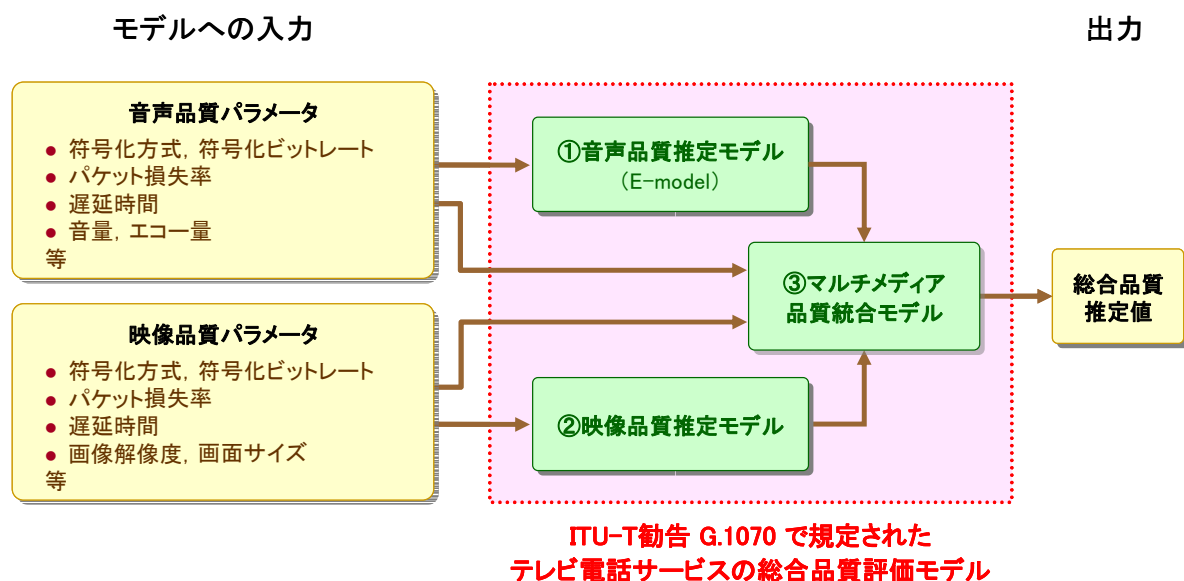 モデルへの入力
出力
音声品質パラメータ
● 符号化方式, 符号化ビットレート
● パケット損失率
● 遅延時間
● 音量, エコー量
等
映像品質パラメータ
● 符号化方式, 符号化ビットレート
● パケット損失率
● 遅延時間
● 画像解像度, 画面サイズ
等
①音声品質推定モデル
(E-model)
③マルチメディア
品質統合モデル
②映像品質推定モデル
総合品質
推定値
ITU-T勧告 G.1070 で規定された
テレビ電話サービスの総合品質評価モデル